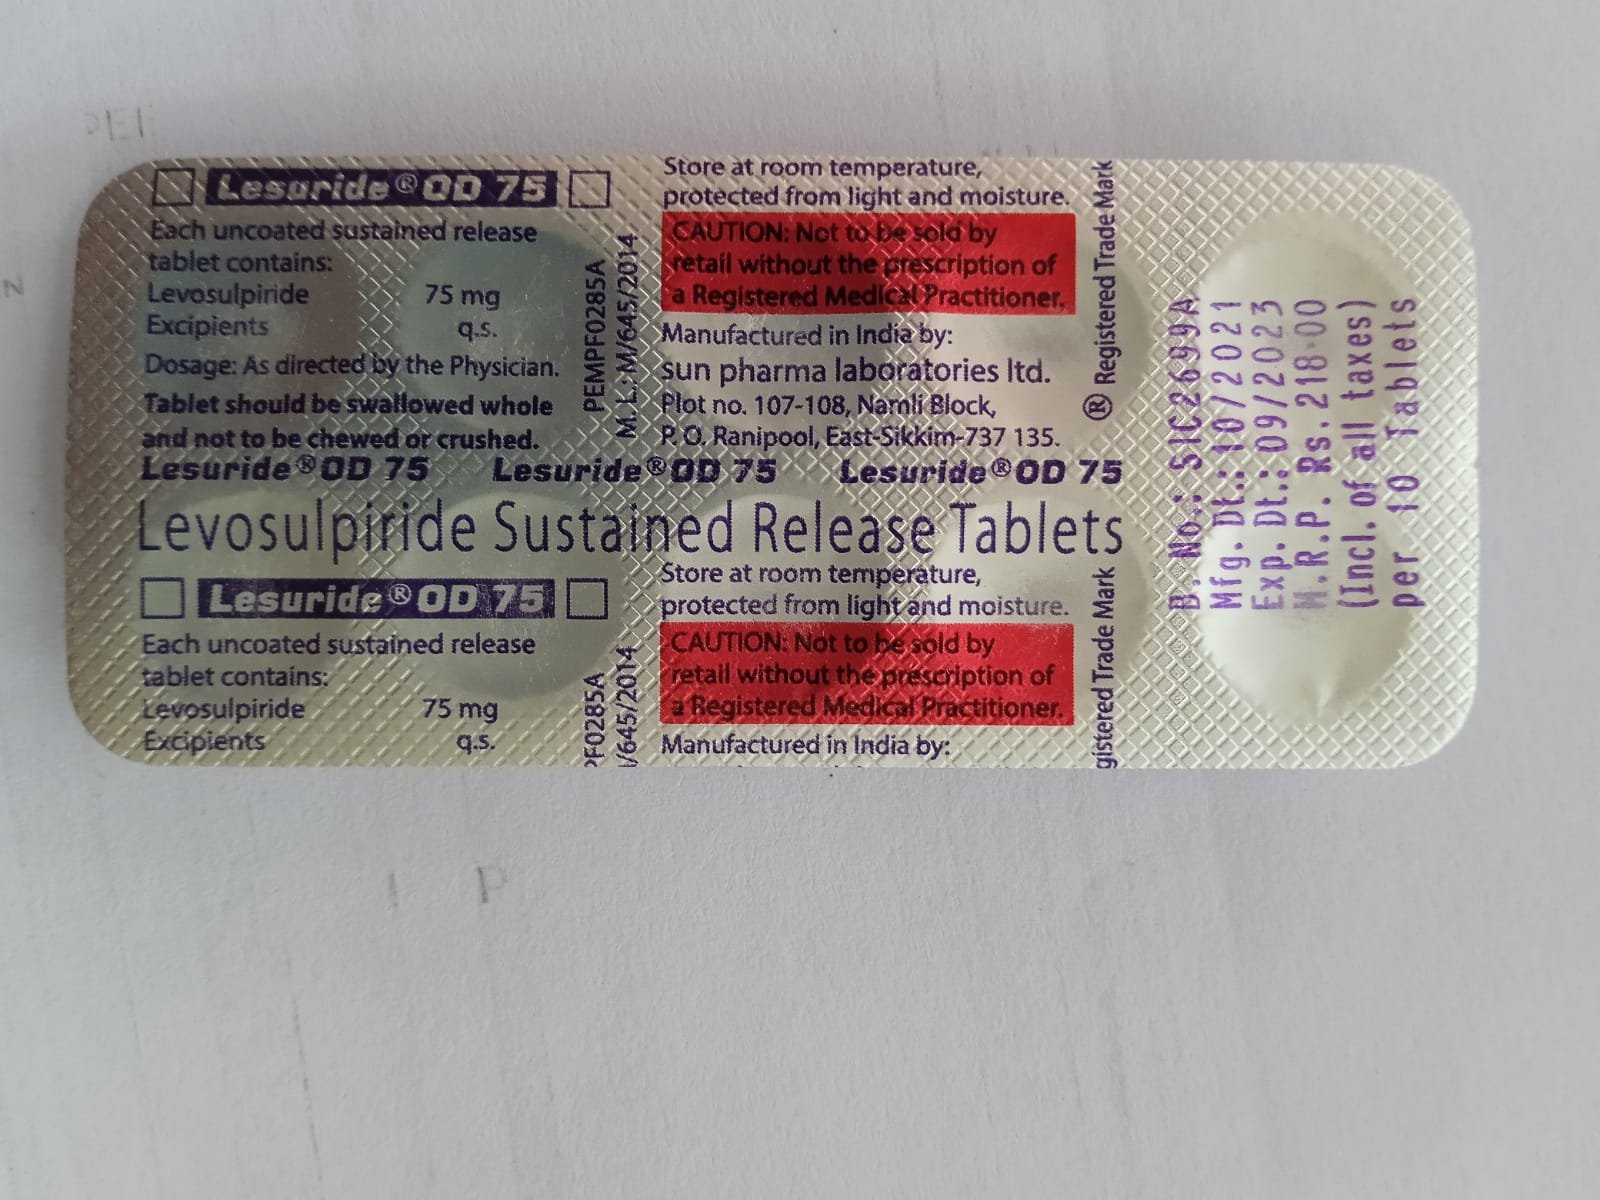 Lesuride® OD 75
Each uncoated sustained release
tablet contains:
Levosulpiride 75 mg
Excipients q.s.
Dosage: As directed by the Physician.
Tablet should be swallowed whole
and not to be chewed or crushed.
PEMPF0285A
M. L.: M/645/2014
Store at room temperature,
protected from light and moisture.
CAUTION: Not to be sold by
retail without the prescription of
a Registered Medical Practitioner.
Manufactured in India by:
sun pharma laboratories ltd.
Plot no. 107-108, Namli Block,
P. O. Ranipool, East-Sikkim-737 135.
® Registered Trade Mark
Lesuride® OD 75 Lesuride® OD 75 Lesuride® OD 75
Levosulpiride Sustained Release Tablets
Lesuride® OD 75
Each uncoated sustained release
tablet contains:
Levosulpiride 75 mg
Excipients q.s.
PF0285A
/645/2014
Store at room temperature,
protected from light and moisture.
CAUTION: Not to be sold by
retail without the prescription of
a Registered Medical Practitioner.
Manufactured in India by:
gistered Trade Mark
B. No.: SIC2699A
Mfg. Dt.: 10/2021
Exp. Dt.: 09/2023
M.R.P. Rs. 218.00
(Incl. of all taxes)
per 10 Tablets